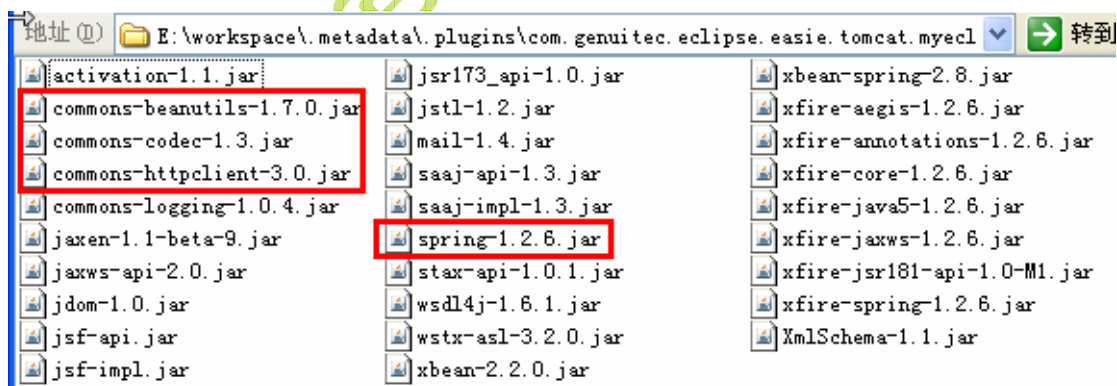 地址(D) E:\workspace\.metadata\.plugins\com.genuitec.eclipse.easie.tomcat.myecl 转到
activation-1.1.jar
commons-beanutils-1.7.0.jar
commons-codec-1.3.jar
commons-httpclient-3.0.jar
commons-logging-1.0.4.jar
jaxen-1.1-beta-9.jar
jaxws-api-2.0.jar
jdom-1.0.jar
jsf-api.jar
jsf-impl.jar
jsr173_api-1.0.jar
jstl-1.2.jar
mail-1.4.jar
saaj-api-1.3.jar
saaj-impl-1.3.jar
spring-1.2.6.jar
stax-api-1.0.1.jar
wsdl4j-1.6.1.jar
wstx-asl-3.2.0.jar
xbean-2.2.0.jar
xbean-spring-2.8.jar
xfire-aegis-1.2.6.jar
xfire-annotations-1.2.6.jar
xfire-core-1.2.6.jar
xfire-java5-1.2.6.jar
xfire-jaxws-1.2.6.jar
xfire-jsr181-api-1.0-M1.jar
xfire-spring-1.2.6.jar
XmlSchema-1.1.jar